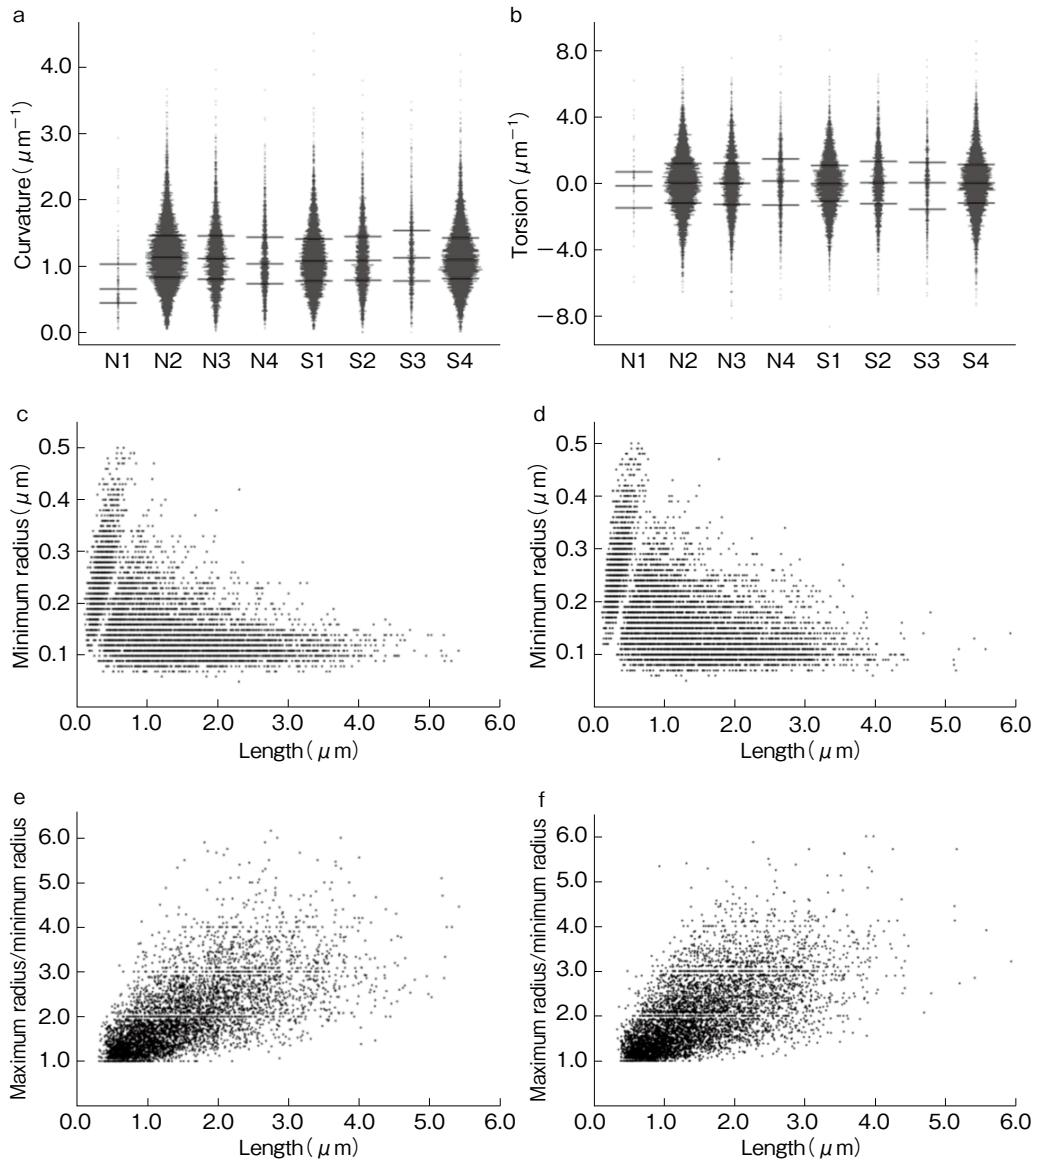 a
Curvature(μm−1)
4.0
3.0
2.0
1.0
0.0
N1 N2 N3 N4 S1 S2 S3 S4
b
Torsion(μm−1)
8.0
4.0
0.0
−4.0
−8.0
N1 N2 N3 N4 S1 S2 S3 S4
c
Minimum radius(μm)
0.5
0.4
0.3
0.2
0.1
0.0 1.0 2.0 3.0 4.0 5.0 6.0
Length(μm)
d
Minimum radius(μm)
0.5
0.4
0.3
0.2
0.1
0.0 1.0 2.0 3.0 4.0 5.0 6.0
Length(μm)
e
Maximum radius/minimum radius
6.0
5.0
4.0
3.0
2.0
1.0
0.0 1.0 2.0 3.0 4.0 5.0 6.0
Length(μm)
f
Maximum radius/minimum radius
6.0
5.0
4.0
3.0
2.0
1.0
0.0 1.0 2.0 3.0 4.0 5.0 6.0
Length(μm)